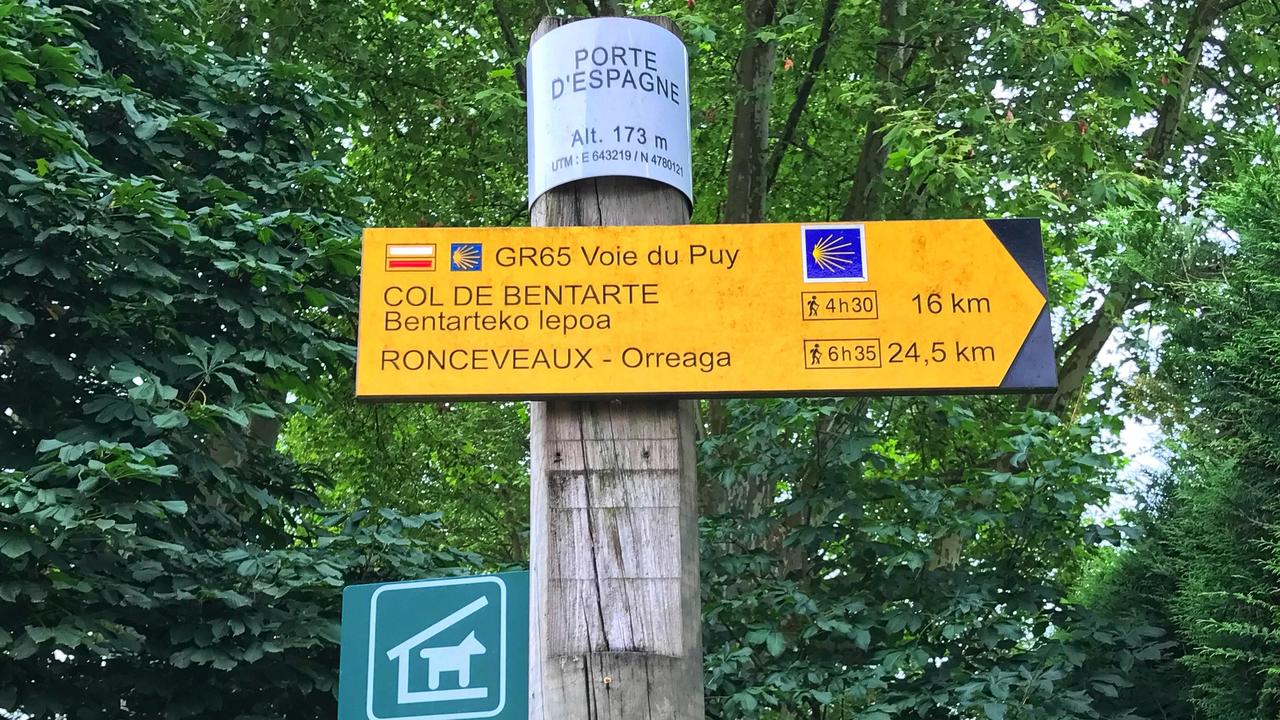 PORTE
D'ESPAGNE
Alt. 173 m
UTM : E 643219 / N 4780121
GR65 Voie du Puy
COL DE BENTARTE 4h30 16 km
Bentarteko lepoa
RONCEVEAUX - Orreaga 6h35 24,5 km